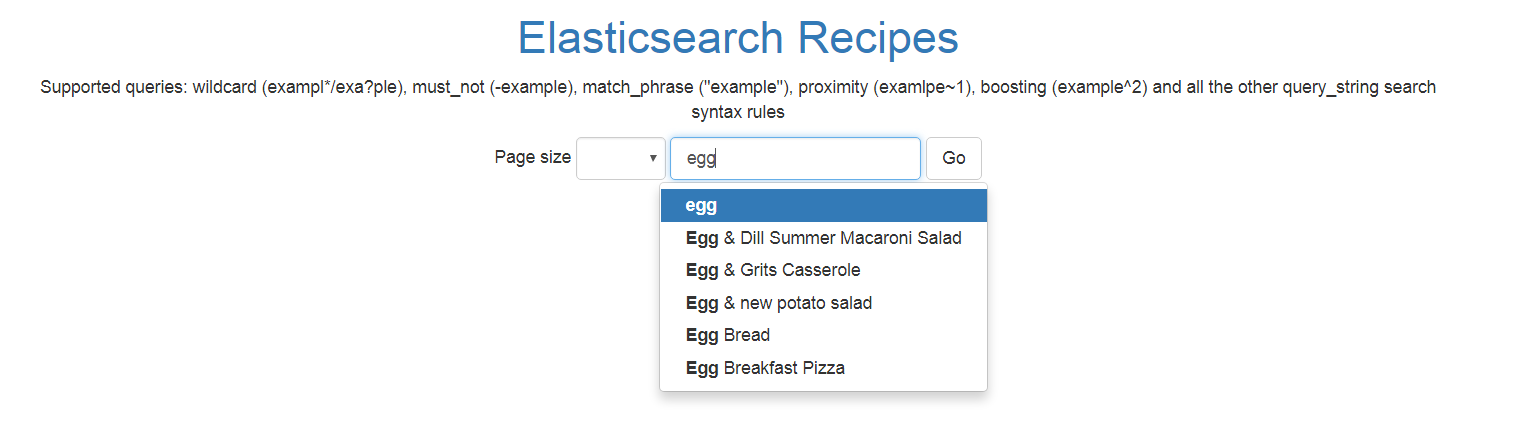 Elasticsearch Recipes
Supported queries: wildcard (exampl*/exa?ple), must_not (-example), match_phrase ("example"), proximity (examlpe~1), boosting (example^2) and all the other query_string search
syntax rules
Page size egg Go
egg
Egg & Dill Summer Macaroni Salad
Egg & Grits Casserole
Egg & new potato salad
Egg Bread
Egg Breakfast Pizza